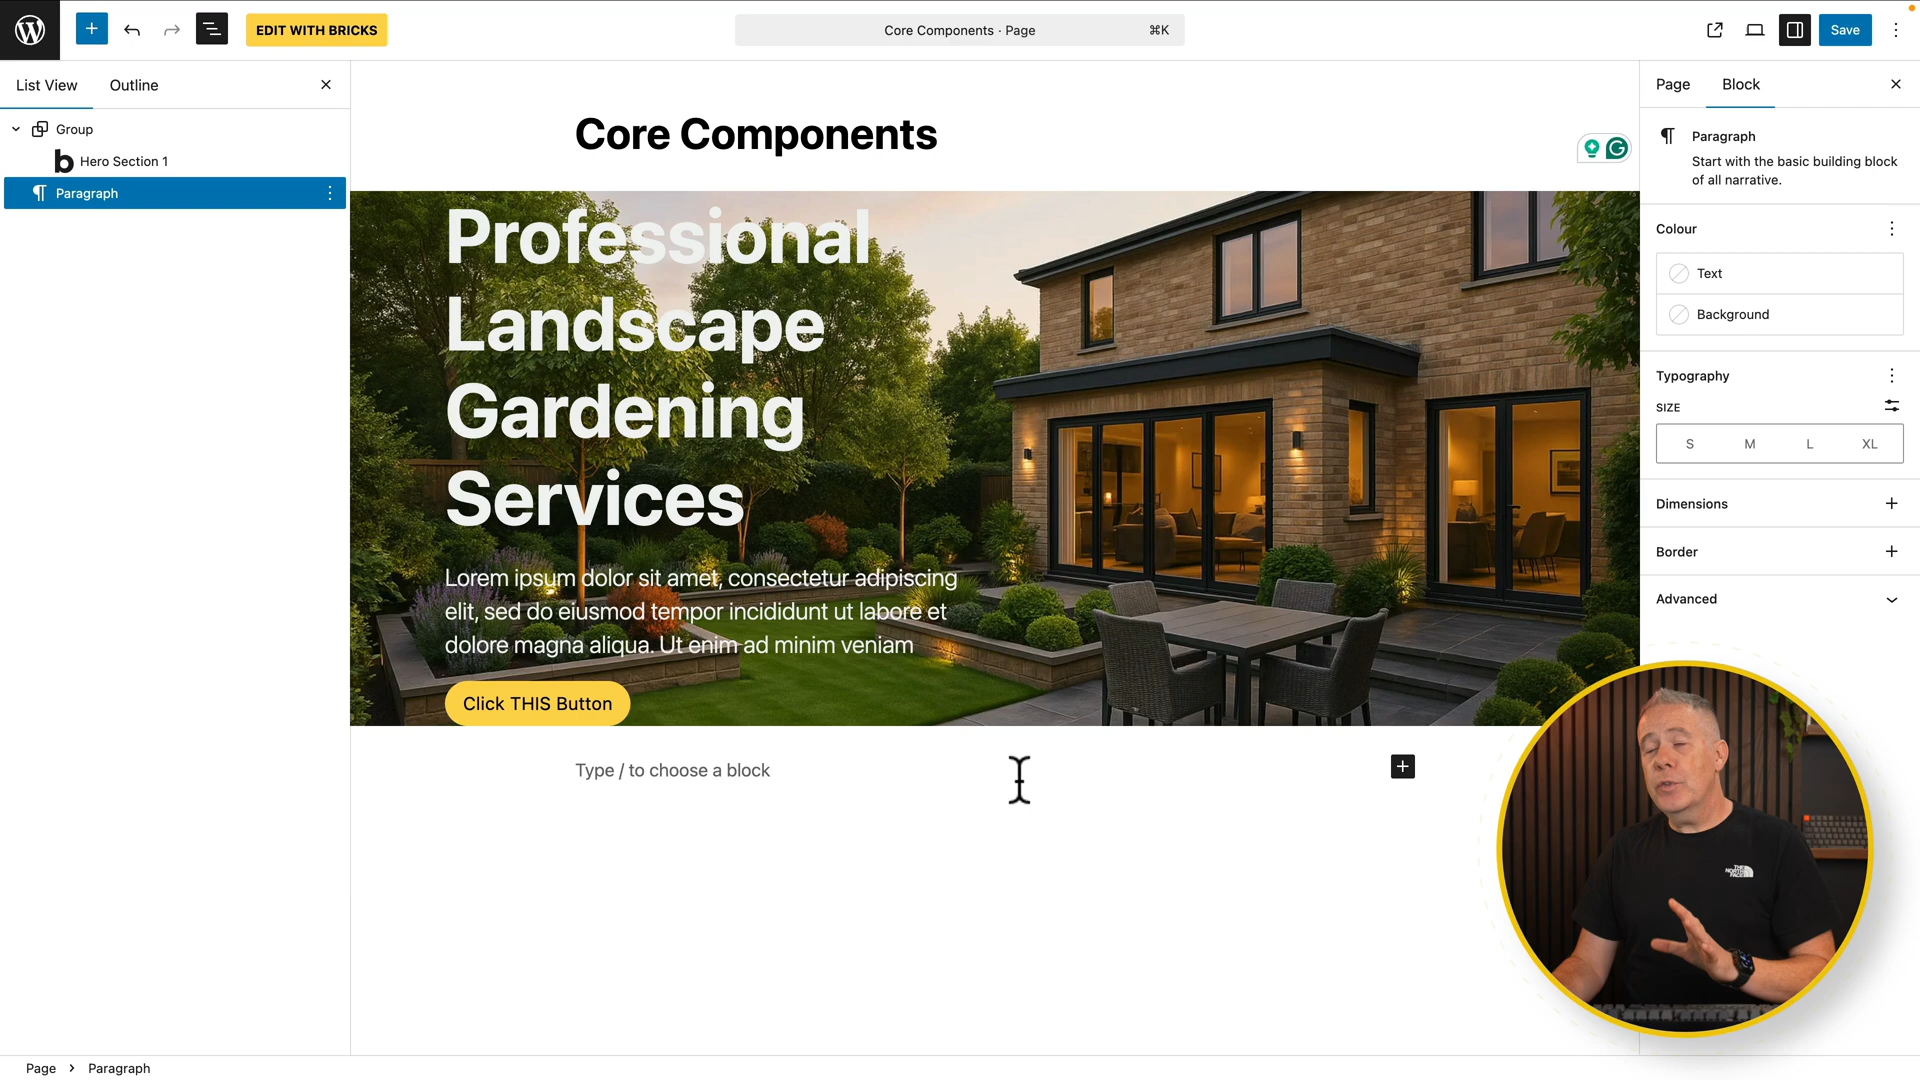 EDIT WITH BRICKS
Core Components · Page
⌘K
Save
List View
Outline
Group
Hero Section 1
Paragraph
Core Components
Professional
Landscape
Gardening
Services
Lorem ipsum dolor sit amet, consectetur adipiscing
elit, sed do eiusmod tempor incididunt ut labore et
dolore magna aliqua. Ut enim ad minim veniam
Click THIS Button
Type / to choose a block
Page
Block
Paragraph
Start with the basic building block
of all narrative.
Colour
Text
Background
Typography
SIZE
S M L XL
Dimensions
Border
Advanced
THE
NORTH
FACE
Page > Paragraph